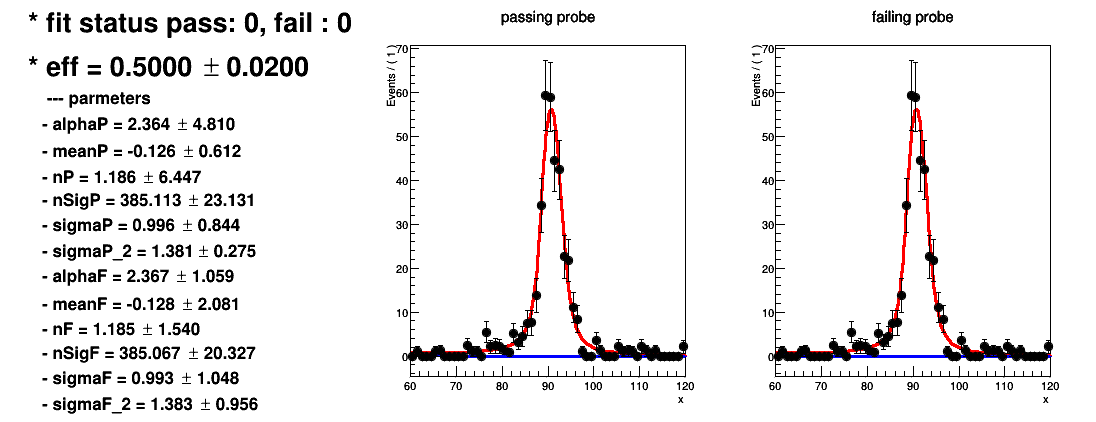 * fit status pass: 0, fail : 0
* eff = 0.5000 ± 0.0200
--- parmeters
- alphaP = 2.364 ± 4.810
- meanP = -0.126 ± 0.612
- nP = 1.186 ± 6.447
- nSigP = 385.113 ± 23.131
- sigmaP = 0.996 ± 0.844
- sigmaP_2 = 1.381 ± 0.275
- alphaF = 2.367 ± 1.059
- meanF = -0.128 ± 2.081
- nF = 1.185 ± 1.540
- nSigF = 385.067 ± 20.327
- sigmaF = 0.993 ± 1.048
- sigmaF_2 = 1.383 ± 0.956
passing probe
Events / ( 1 )
70
60
50
40
30
20
10
0
60 70 80 90 100 110 120
x
failing probe
Events / ( 1 )
70
60
50
40
30
20
10
0
60 70 80 90 100 110 120
x